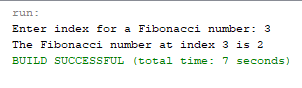 run:
Enter index for a Fibonacci number: 3
The Fibonacci number at index 3 is 2
BUILD SUCCESSFUL (total time: 7 seconds)